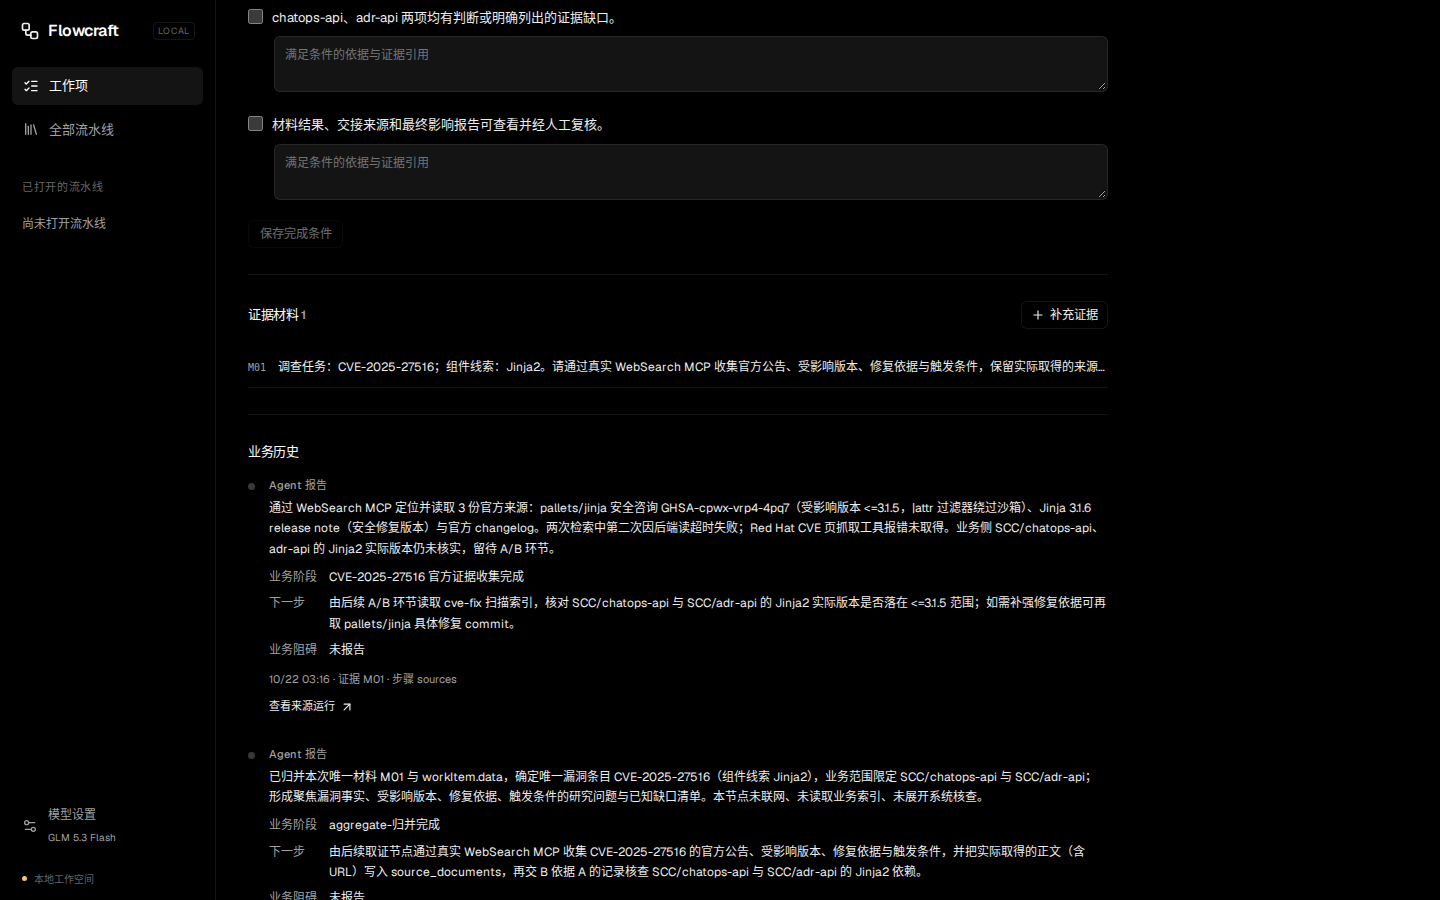 Flowcraft
LOCAL
工作项
全部流水线
已打开的流水线
尚未打开流水线
模型设置
GLM 5.3 Flash
本地工作空间
chatops-api、adr-api 两项均有判断或明确列出的证据缺口。
满足条件的依据与证据引用
材料结果、交接来源和最终影响报告可查看并经人工复核。
满足条件的依据与证据引用
保存完成条件
证据材料 1
补充证据
M01 调查任务：CVE-2025-27516；组件线索：Jinja2。请通过真实 WebSearch MCP 收集官方公告、受影响版本、修复依据与触发条件，保留实际取得的来源…
业务历史
Agent 报告
通过 WebSearch MCP 定位并读取 3 份官方来源：pallets/jinja 安全咨询 GHSA-cpwx-vrp4-4pq7（受影响版本 <=3.1.5，|attr 过滤器绕过沙箱）、Jinja 3.1.6
release note（安全修复版本）与官方 changelog。两次检索中第二次因后端读超时失败；Red Hat CVE 页抓取工具报错未取得。业务侧 SCC/chatops-api、
adr-api 的 Jinja2 实际版本仍未核实，留待 A/B 环节。
业务阶段 CVE-2025-27516 官方证据收集完成
下一步 由后续 A/B 环节读取 cve-fix 扫描索引，核对 SCC/chatops-api 与 SCC/adr-api 的 Jinja2 实际版本是否落在 <=3.1.5 范围；如需补强修复依据可再
取 pallets/jinja 具体修复 commit。
业务阻碍 未报告
10/22 03:16 · 证据 M01 · 步骤 sources
查看来源运行
Agent 报告
已归并本次唯一材料 M01 与 workItem.data，确定唯一漏洞条目 CVE-2025-27516（组件线索 Jinja2），业务范围限定 SCC/chatops-api 与 SCC/adr-api；
形成聚焦漏洞事实、受影响版本、修复依据、触发条件的研究问题与已知缺口清单。本节点未联网、未读取业务索引、未展开系统核查。
业务阶段 aggregate-归并完成
下一步 由后续取证节点通过真实 WebSearch MCP 收集 CVE-2025-27516 的官方公告、受影响版本、修复依据与触发条件，并把实际取得的正文（含
URL）写入 source_documents，再交 B 依据 A 的记录核查 SCC/chatops-api 与 SCC/adr-api 的 Jinja2 依赖。
业务阻碍 未报告